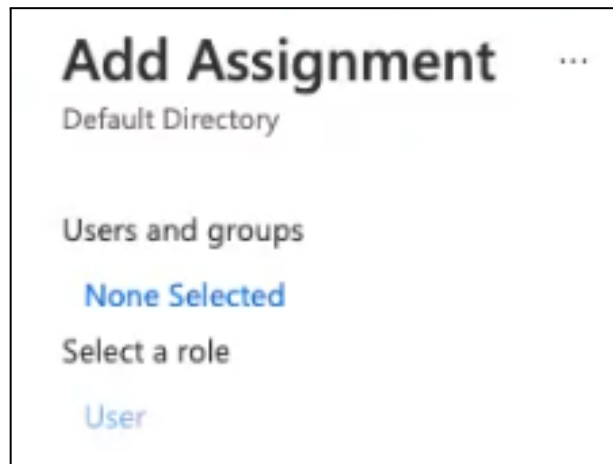 Add Assignment ...
Default Directory
Users and groups
None Selected
Select a role
User